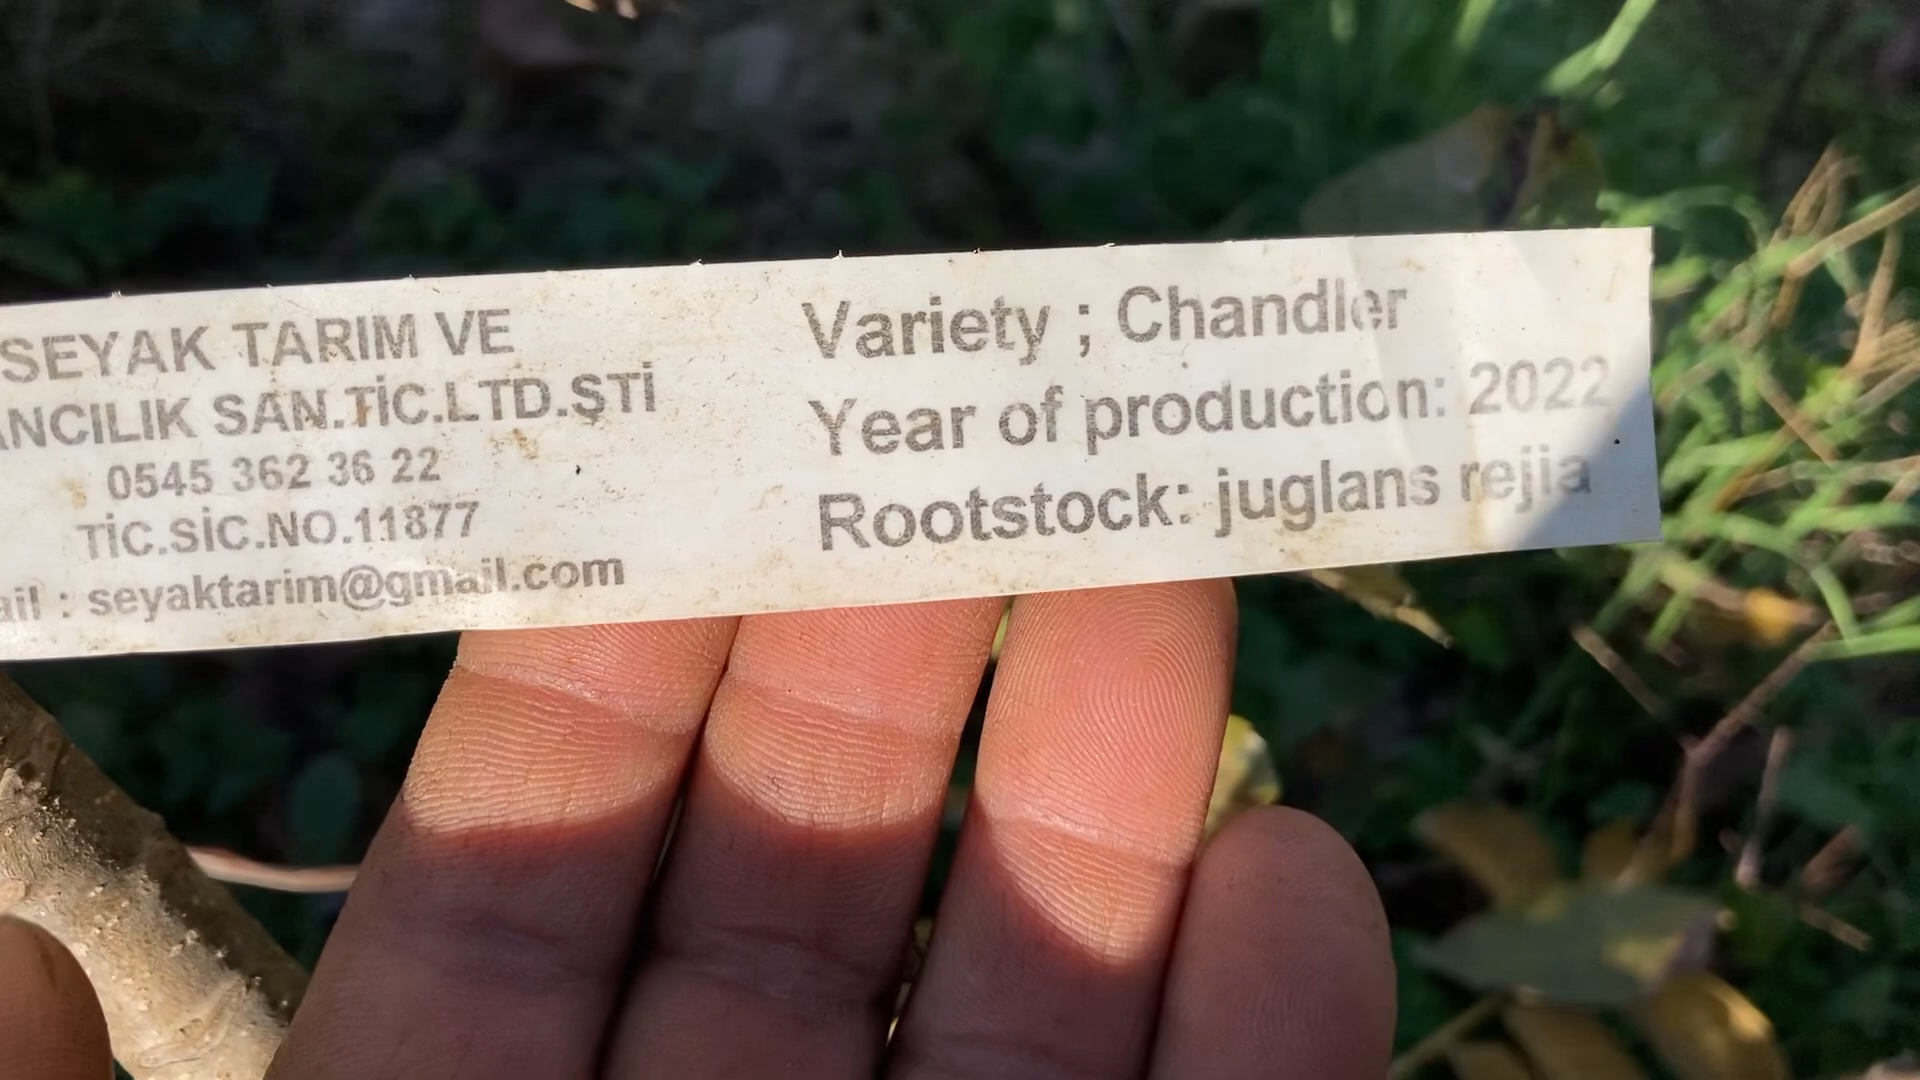 SEYAK TARIM VE
ANCILIK SAN.TİC.LTD.ŞTİ
0545 362 36 22
TİC.SİC.NO.11877
ail : seyaktarim@gmail.com
Variety ; Chandler
Year of production: 2022
Rootstock: juglans rejia